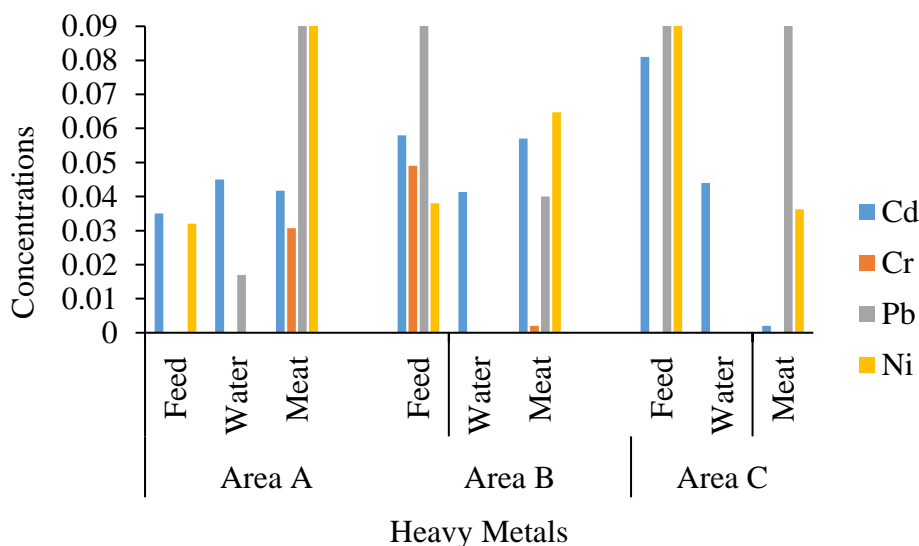 Concentrations
0.09
0.08
0.07
0.06
0.05
0.04
0.03
0.02
0.01
0
Feed
Water
Meat
Feed
Water
Meat
Feed
Water
Meat
Area A
Area B
Area C
Heavy Metals
Cd
Cr
Pb
Ni